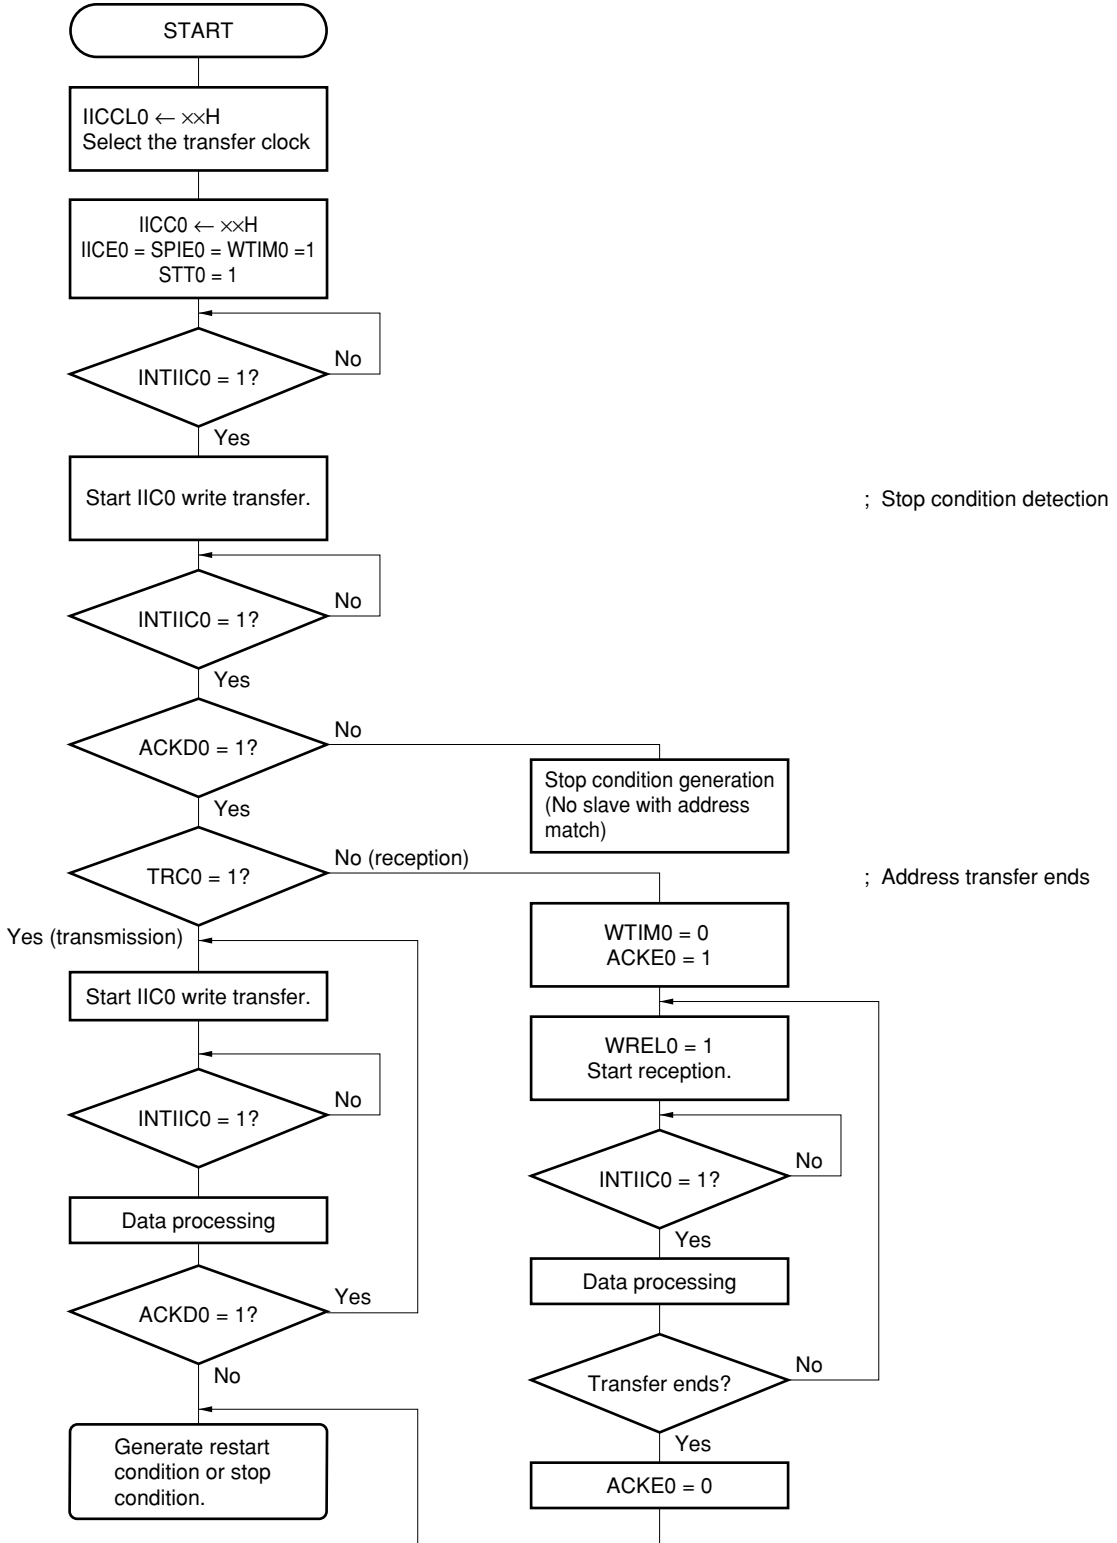 START
IICCL0 ← ××H
Select the transfer clock
IICC0 ← ××H
IICE0 = SPIE0 = WTIM0 =1
STT0 = 1
No
INTIIC0 = 1?
Yes
Start IIC0 write transfer.
; Stop condition detection
No
INTIIC0 = 1?
Yes
No
ACKD0 = 1?
Stop condition generation
(No slave with address
match)
Yes
No (reception)
TRC0 = 1?
; Address transfer ends
Yes (transmission)
WTIM0 = 0
ACKE0 = 1
Start IIC0 write transfer.
WREL0 = 1
Start reception.
No
INTIIC0 = 1?
No
INTIIC0 = 1?
Data processing
Yes
Data processing
Yes
ACKD0 = 1?
No
No
Transfer ends?
Generate restart
condition or stop
condition.
Yes
ACKE0 = 0